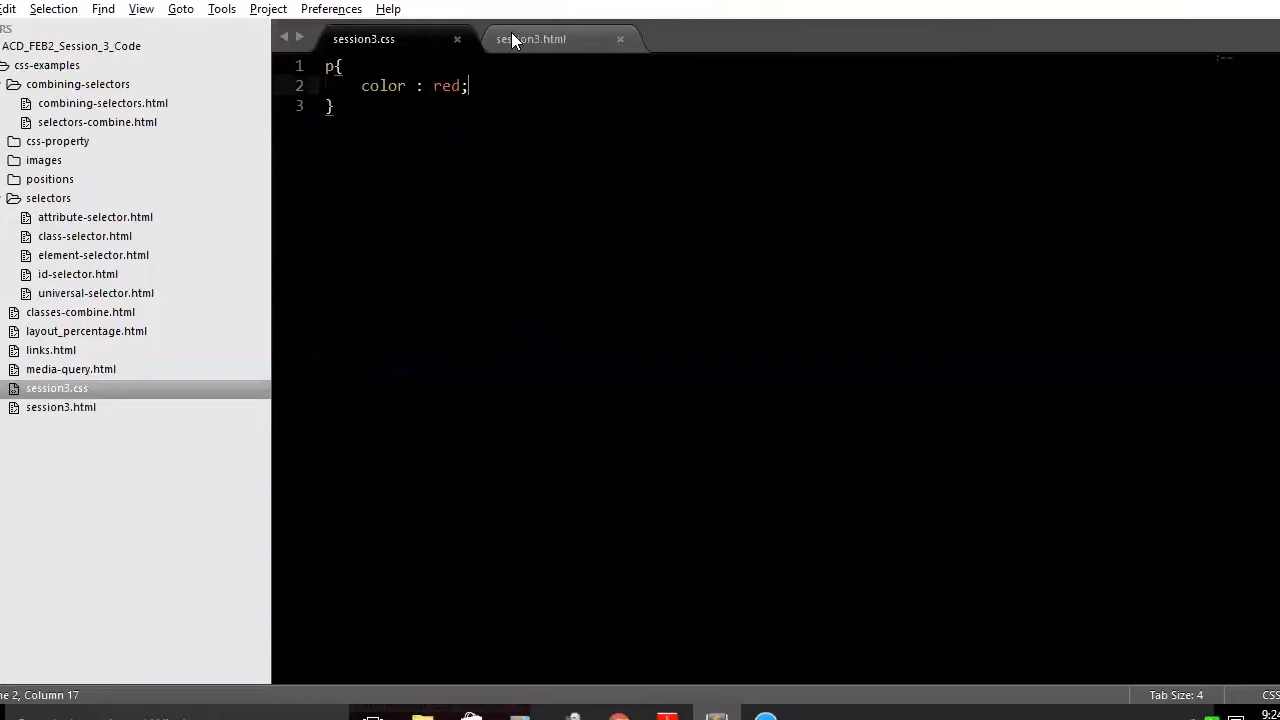 Selection Find View Goto Tools Project Preferences Help
session3.css session3.html
ACD_FEB2_Session_3_Code
css-examples
combining-selectors
combining-selectors.html
selectors-combine.html
css-property
images
positions
selectors
attribute-selector.html
class-selector.html
element-selector.html
id-selector.html
universal-selector.html
classes-combine.html
layout_percentage.html
links.html
media-query.html
session3.css
session3.html
1 p{
2 color : red;
3 }
2, Column 17 Tab Size: 4 CSS